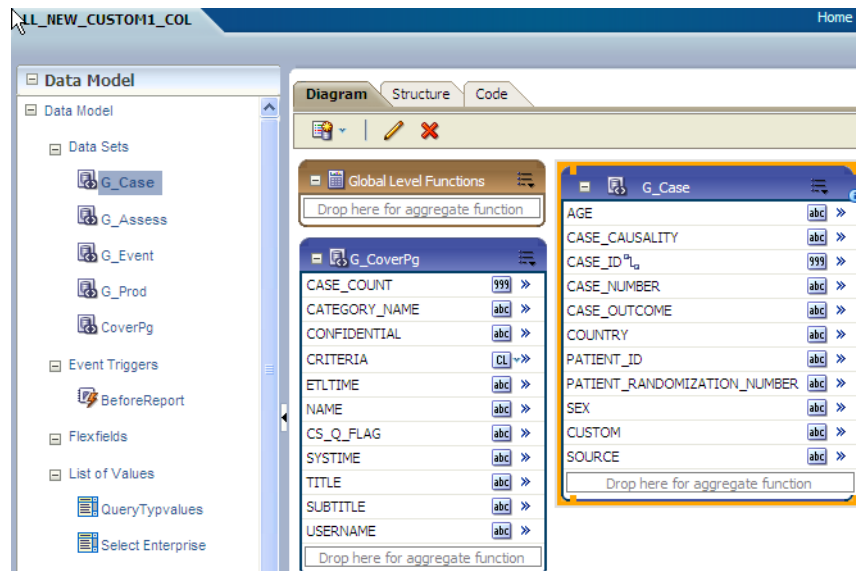 LL_NEW_CUSTOM1_COL
Home
Data Model
Data Model
Data Sets
G_Case
G_Assess
G_Event
G_Prod
CoverPg
Event Triggers
BeforeReport
Flexfields
List of Values
QueryTypvalues
Select Enterprise
Diagram Structure Code
Global Level Functions
Drop here for aggregate function
G_CoverPg
CASE_COUNT 999
CATEGORY_NAME abc
CONFIDENTIAL abc
CRITERIA CL
ETLTIME abc
NAME abc
CS_Q_FLAG abc
SYSTIME abc
TITLE abc
SUBTITLE abc
USERNAME abc
Drop here for aggregate function
G_Case
AGE abc
CASE_CAUSALITY abc
CASE_ID 999
CASE_NUMBER abc
CASE_OUTCOME abc
COUNTRY abc
PATIENT_ID abc
PATIENT_RANDOMIZATION_NUMBER abc
SEX abc
CUSTOM abc
SOURCE abc
Drop here for aggregate function